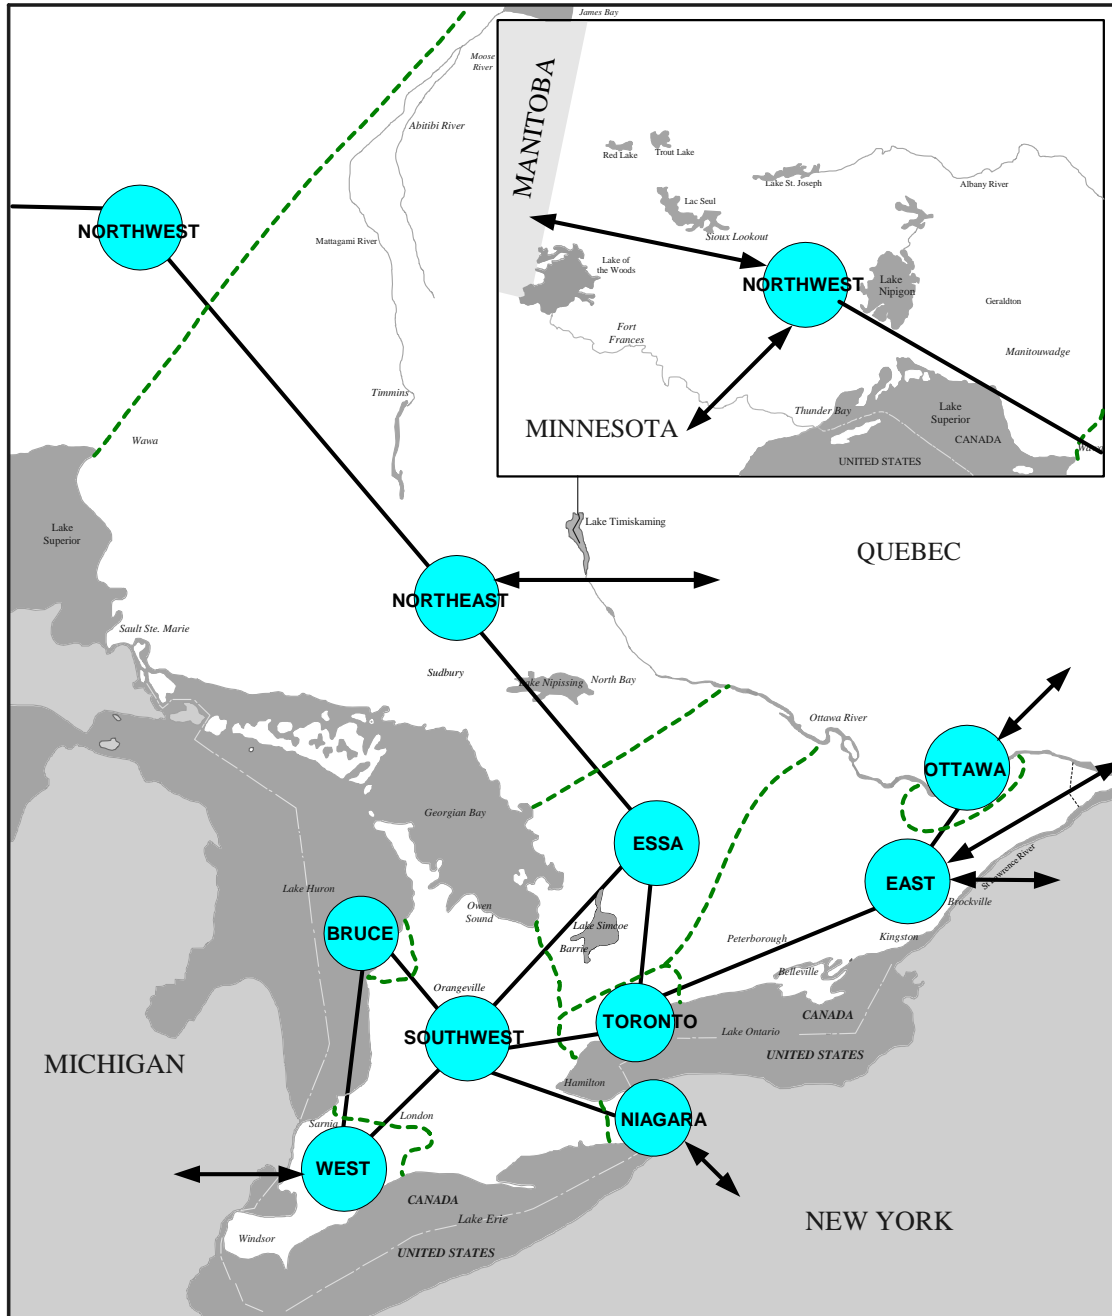 James Bay
Moose
River
Abitibi River
MANITOBA
Red Lake
Trout Lake
Lake St. Joseph
Albany River
Lac Seul
Sioux Lookout
NORTHWEST
Mattagami River
Lake of
the Woods
NORTHWEST
Lake
Nipigon
Geraldton
Fort
Frances
Manitouwadge
Timmins
Thunder Bay
Lake
Superior
MINNESOTA
CANADA
Wawa
Wawa
UNITED STATES
Lake
Superior
Lake Timiskaming
QUEBEC
NORTHEAST
Sault Ste. Marie
Sudbury
Lake Nipissing
North Bay
Ottawa River
OTTAWA
Georgian Bay
ESSA
St Lawrence River
EAST
Lake Huron
Brockville
Owen
Sound
Lake Simcoe
BRUCE
Barrie
Peterborough
Kingston
Belleville
Orangeville
CANADA
TORONTO
SOUTHWEST
Lake Ontario
UNITED STATES
MICHIGAN
Hamilton
London
NIAGARA
Sarnia
WEST
CANADA
Lake Erie
NEW YORK
Windsor
UNITED STATES